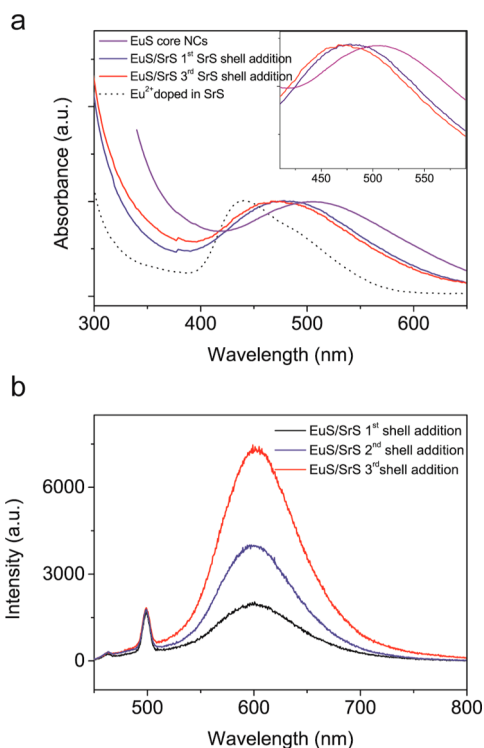 a
EuS core NCs
EuS/SrS 1st SrS shell addition
EuS/SrS 3rd SrS shell addition
Eu2+doped in SrS
450 500 550
Absorbance (a.u.)
300 400 500 600
Wavelength (nm)
b
EuS/SrS 1st shell addition
EuS/SrS 2nd shell addition
EuS/SrS 3rdshell addition
6000
3000
0
Intensity (a.u.)
500 600 700 800
Wavelength (nm)